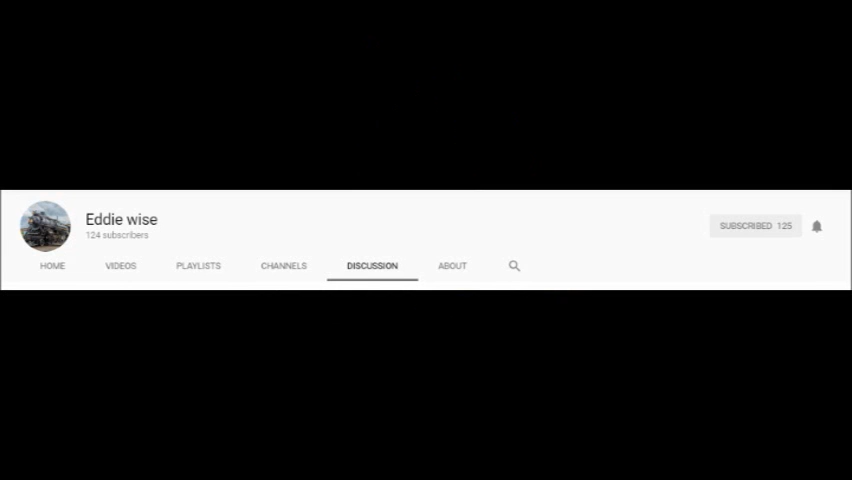 Eddie wise
124 subscribers
SUBSCRIBED 125
HOME VIDEOS PLAYLISTS CHANNELS DISCUSSION ABOUT